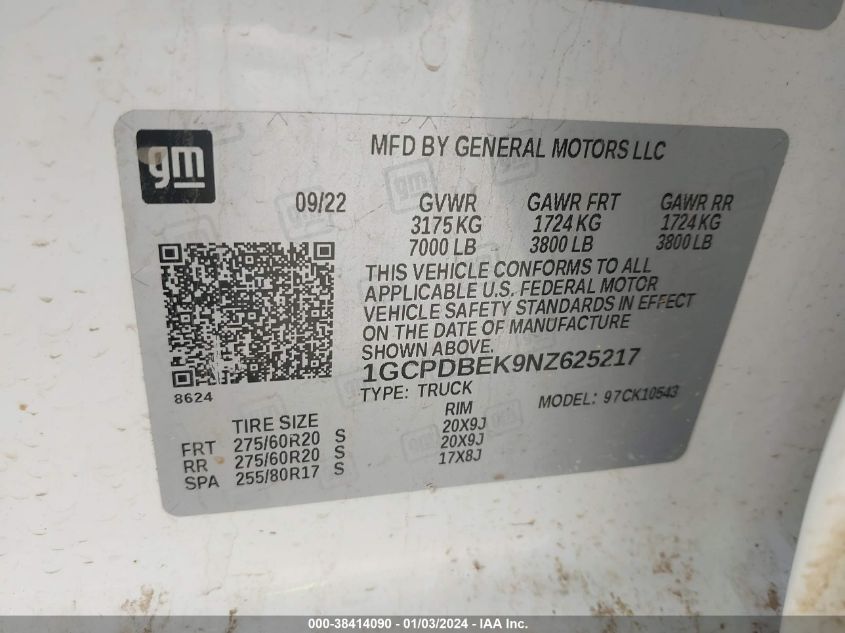 gm
MFD BY GENERAL MOTORS LLC
09/22 GVWR GAWR FRT GAWR RR
3175 KG 1724 KG 1724 KG
7000 LB 3800 LB 3800 LB
THIS VEHICLE CONFORMS TO ALL
APPLICABLE U.S. FEDERAL MOTOR
VEHICLE SAFETY STANDARDS IN EFFECT
ON THE DATE OF MANUFACTURE
SHOWN ABOVE.
1GCPDBEK9NZ625217
8624
TYPE: TRUCK MODEL: 97CK10543
TIRE SIZE RIM
FRT 275/60R20 S 20X9J
RR 275/60R20 S 20X9J
SPA 255/80R17 S 17X8J
000-38414090 - 01/03/2024 - IAA Inc.